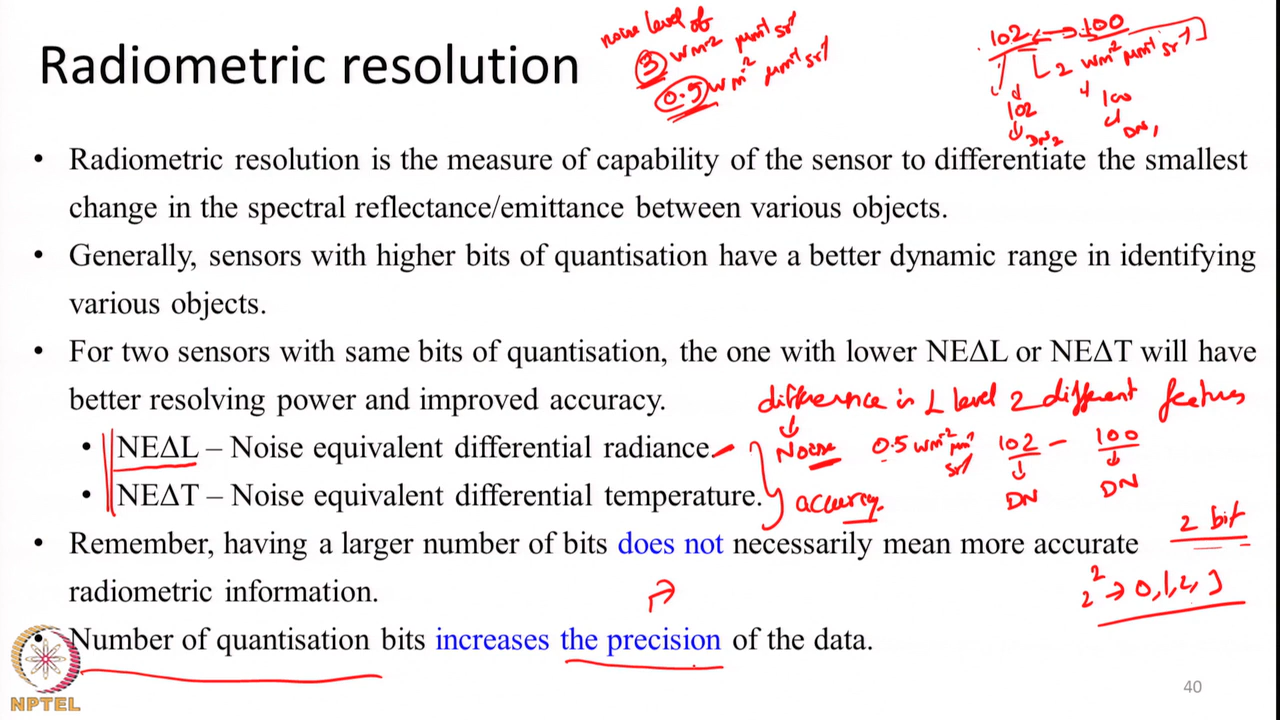 Radiometric resolution
noise level of
3 Wm⁻² μm⁻¹ sr⁻¹
0.5 Wm⁻² μm⁻¹ sr⁻¹
102 ↔ 100
2 Wm⁻² μm⁻¹ sr⁻¹
102 100
DN₂ DN₁
• Radiometric resolution is the measure of capability of the sensor to differentiate the smallest
change in the spectral reflectance/emittance between various objects.
• Generally, sensors with higher bits of quantisation have a better dynamic range in identifying
various objects.
• For two sensors with same bits of quantisation, the one with lower NEΔL or NEΔT will have
better resolving power and improved accuracy.
difference in L level 2 different features
• NEΔL – Noise equivalent differential radiance.
Noise 0.5 Wm⁻² μm⁻¹ sr⁻¹ 102 – 100
DN DN
• NEΔT – Noise equivalent differential temperature.
accuracy.
2 bit
• Remember, having a larger number of bits does not necessarily mean more accurate
radiometric information.
2² → 0, 1, 2, 3
• Number of quantisation bits increases the precision of the data.
NPTEL
40